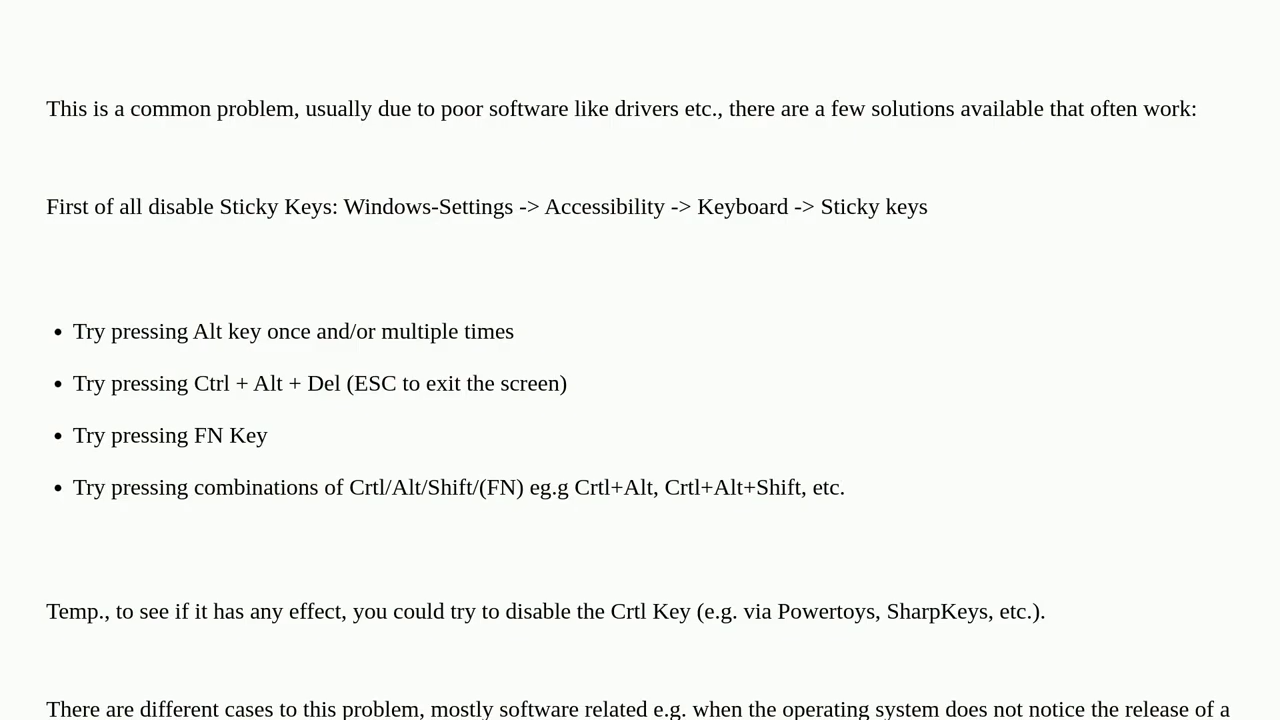 This is a common problem, usually due to poor software like drivers etc., there are a few solutions available that often work:
First of all disable Sticky Keys: Windows-Settings -> Accessibility -> Keyboard -> Sticky keys
• Try pressing Alt key once and/or multiple times
• Try pressing Ctrl + Alt + Del (ESC to exit the screen)
• Try pressing FN Key
• Try pressing combinations of Crtl/Alt/Shift/(FN) eg.g Crtl+Alt, Crtl+Alt+Shift, etc.
Temp., to see if it has any effect, you could try to disable the Crtl Key (e.g. via Powertoys, SharpKeys, etc.).
There are different cases to this problem, mostly software related e.g. when the operating system does not notice the release of a